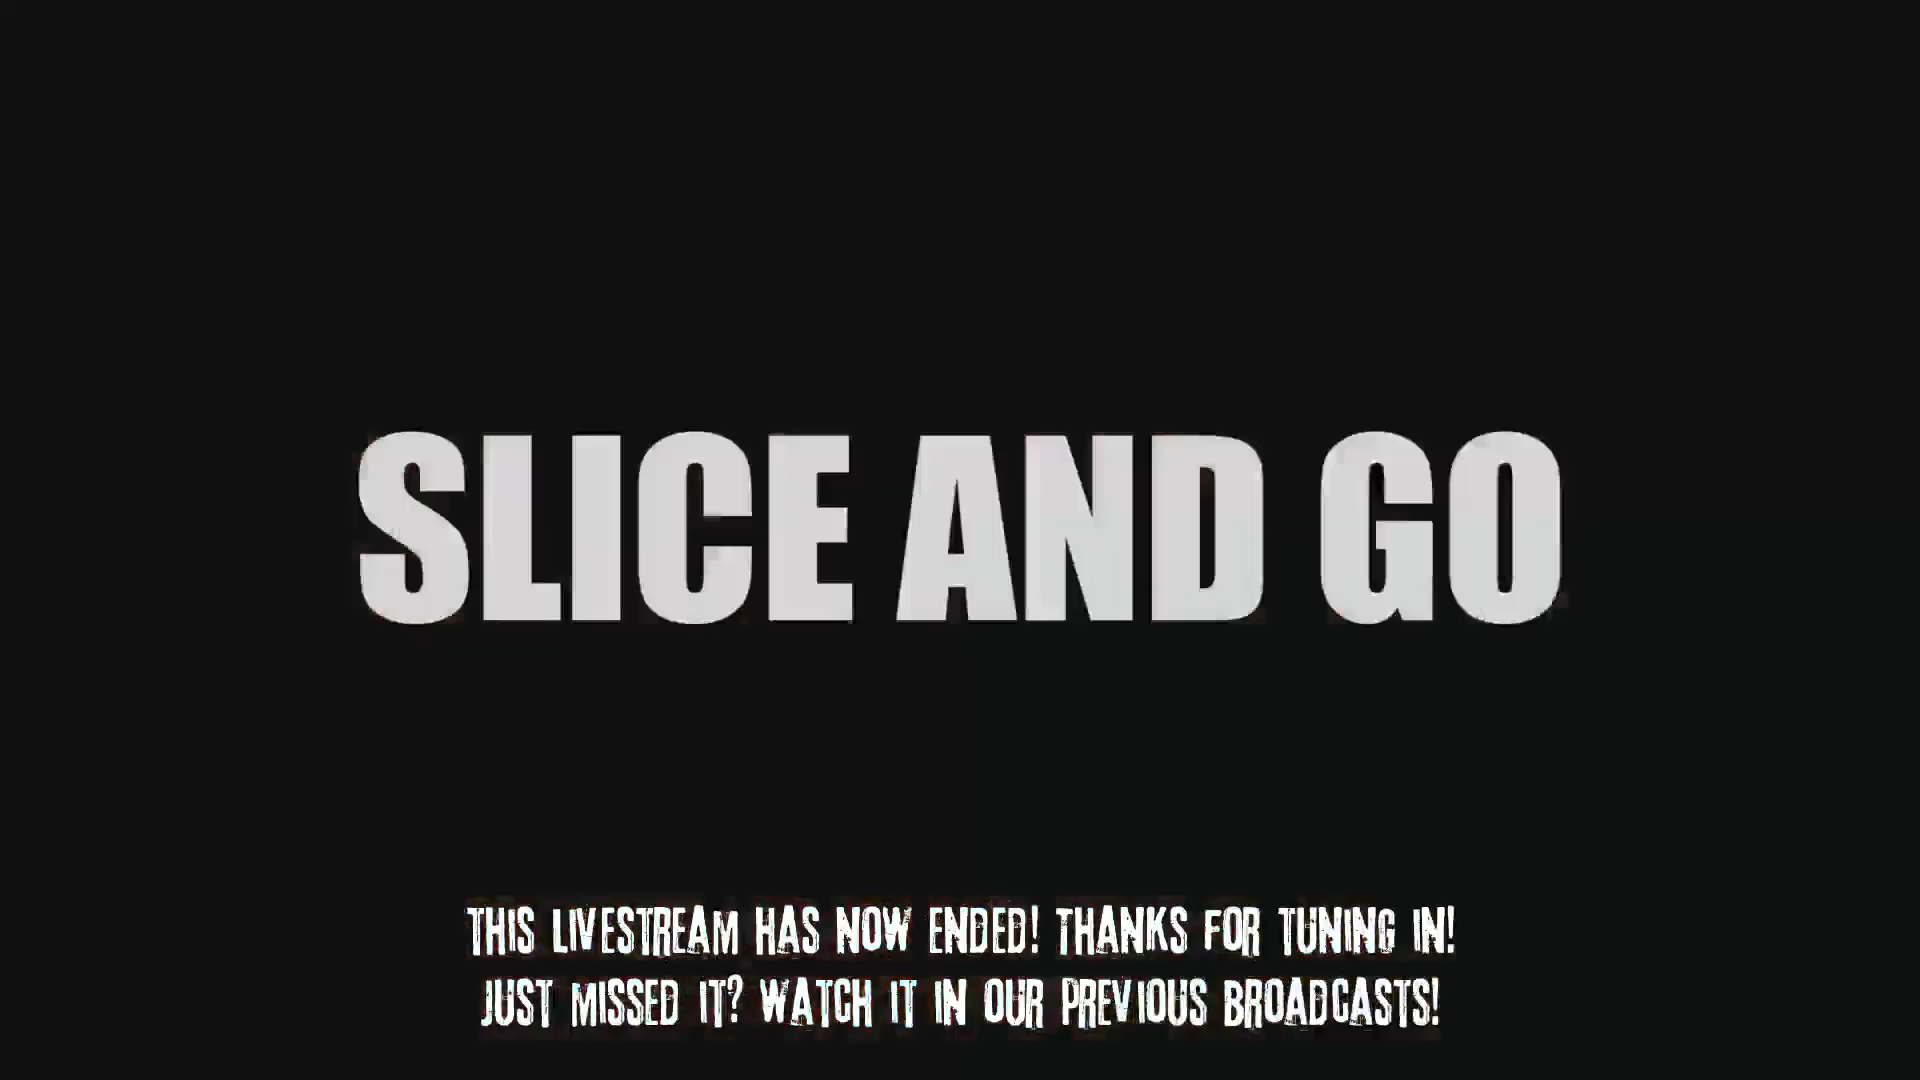 SLICE AND GO
THIS LIVESTREAM HAS NOW ENDED! THANKS FOR TUNING IN!
JUST MISSED IT? WATCH IT IN OUR PREVIOUS BROADCASTS!